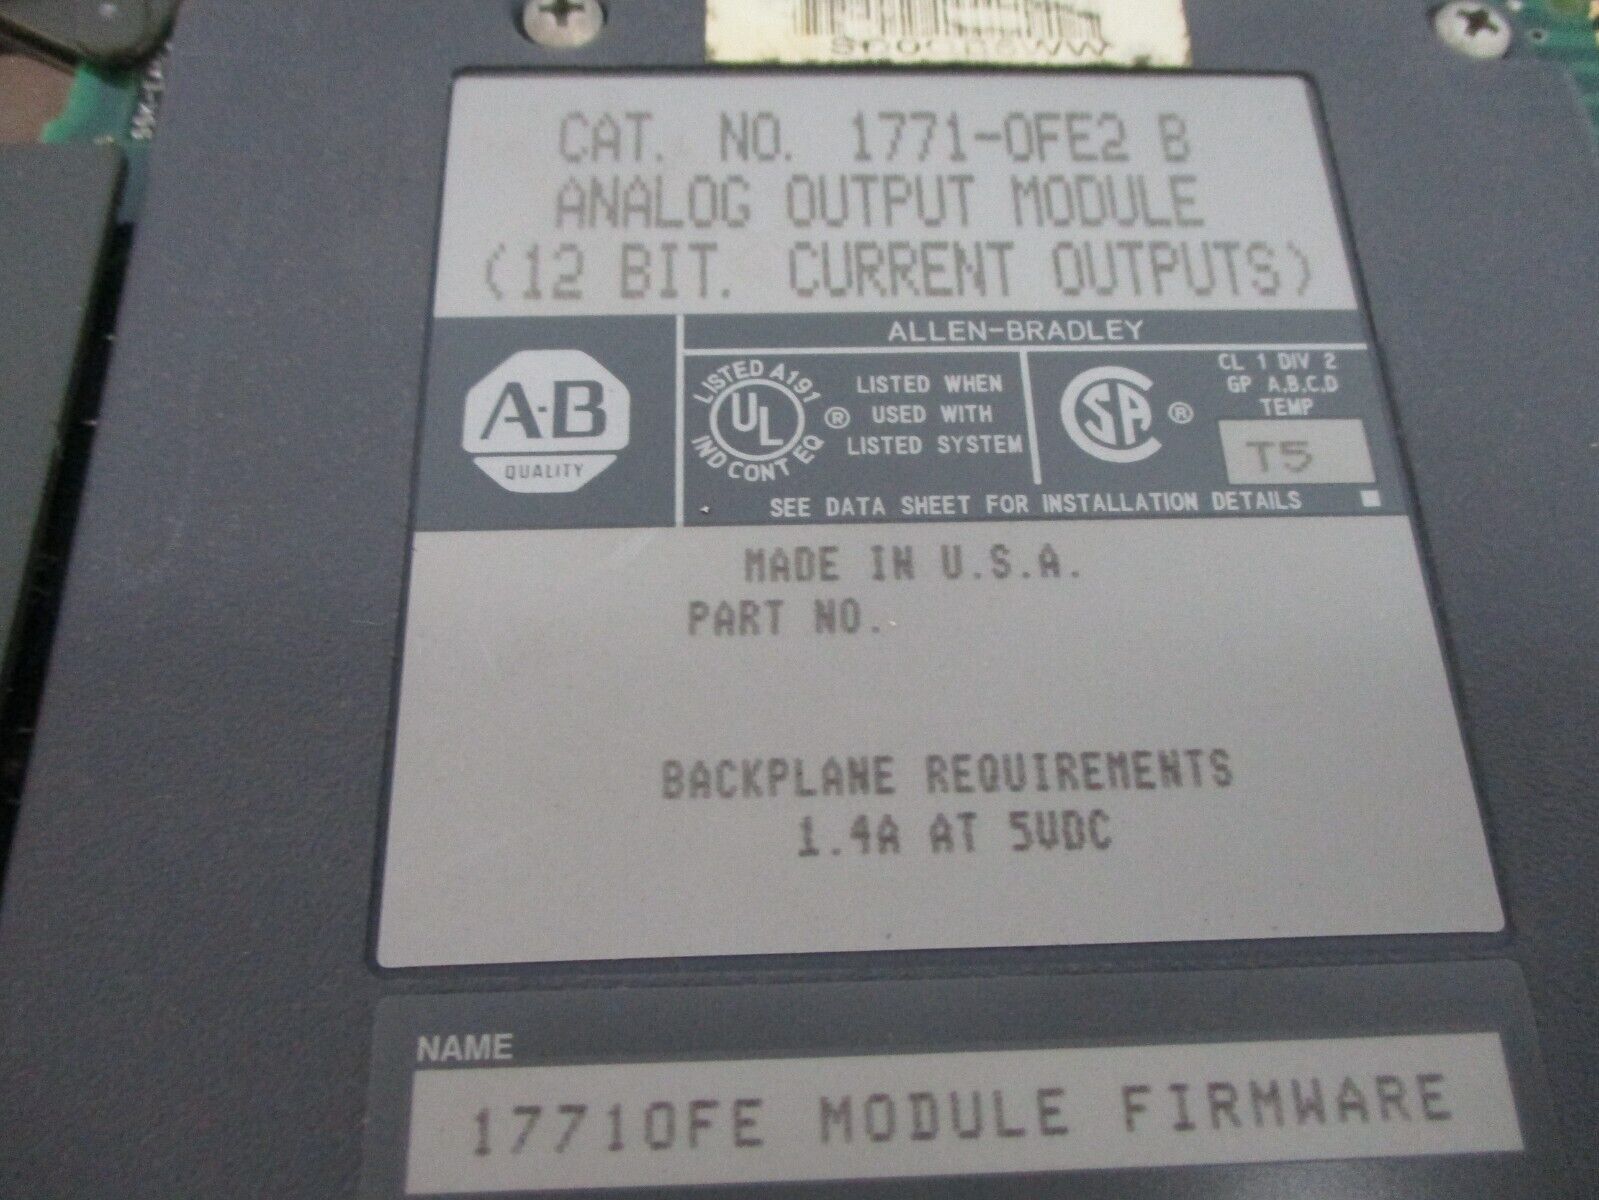 CAT. NO. 1771-OFE2 B
ANALOG OUTPUT MODULE
(12 BIT. CURRENT OUTPUTS)
ALLEN-BRADLEY
A-B
QUALITY
LISTED A191
UL
IND CONT EQ
®
LISTED WHEN
USED WITH
LISTED SYSTEM
CSA
®
CL 1 DIV 2
GP A.B.C.D
TEMP
T5
SEE DATA SHEET FOR INSTALLATION DETAILS
MADE IN U.S.A.
PART NO.
BACKPLANE REQUIREMENTS
1.4A AT 5VDC
NAME
1771OFE MODULE FIRMWARE